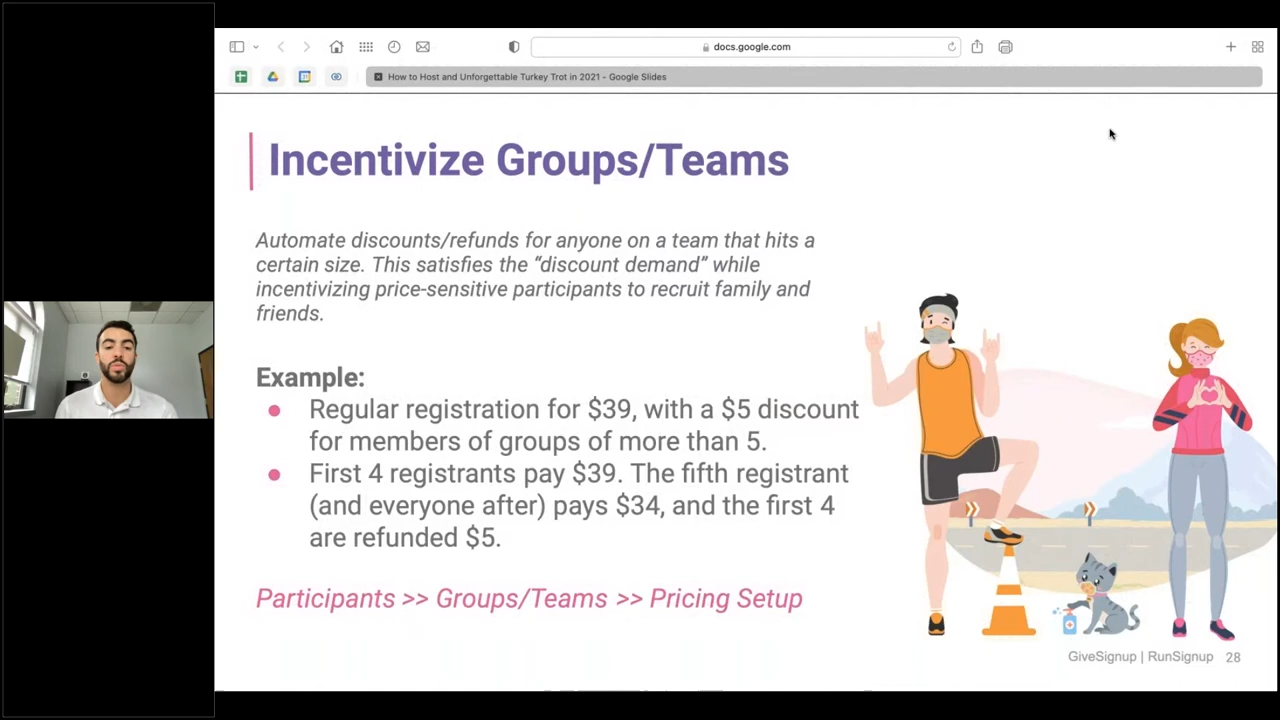 docs.google.com
How to Host and Unforgettable Turkey Trot in 2021 - Google Slides
Incentivize Groups/Teams
Automate discounts/refunds for anyone on a team that hits a
certain size. This satisfies the “discount demand” while
incentivizing price-sensitive participants to recruit family and
friends.
Example:
● Regular registration for $39, with a $5 discount
for members of groups of more than 5.
● First 4 registrants pay $39. The fifth registrant
(and everyone after) pays $34, and the first 4
are refunded $5.
Participants >> Groups/Teams >> Pricing Setup
GiveSignup | RunSignup 28